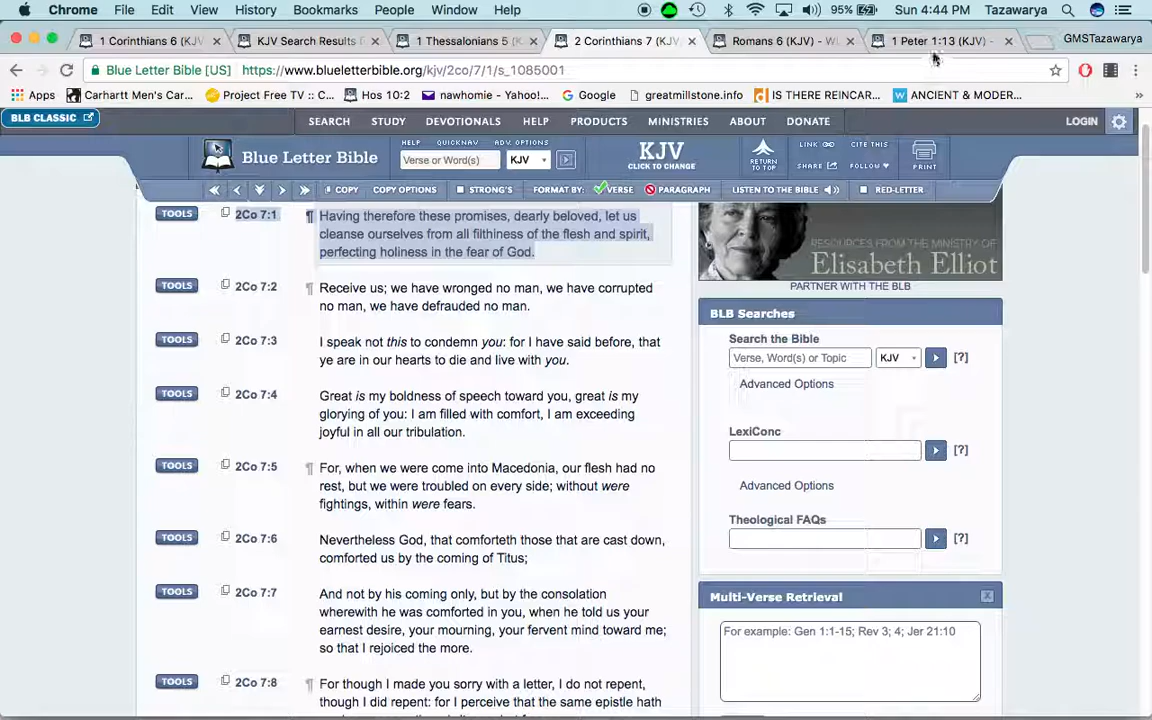 Chrome File Edit View History Bookmarks People Window Help 95% Sun 4:44 PM Tazawarya
1 Corinthians 6 (KJV) KJV Search Results 1 Thessalonians 5 2 Corinthians 7 (KJV) Romans 6 (KJV) 1 Peter 1:13 (KJV) - GMSTazawarya
Blue Letter Bible [US] https://www.blueletterbible.org/kjv/2co/7/1/s_1085001
Apps Carhartt Men's Car... Project Free TV :: C... Hos 10:2 nawhomie - Yahoo!... Google greatmillstone.info IS THERE REINCAR... ANCIENT & MODER... »
BLB CLASSIC SEARCH STUDY DEVOTIONALS HELP PRODUCTS MINISTRIES ABOUT DONATE LOGIN
HELP QUICKNAV ADV. OPTIONS
Blue Letter Bible Verse or Word(s) KJV
KJV
CLICK TO CHANGE
RETURN
TO TOP
LINK CITE THIS
SHARE FOLLOW PRINT
COPY COPY OPTIONS STRONG'S FORMAT BY: VERSE PARAGRAPH LISTEN TO THE BIBLE RED-LETTER
TOOLS 2Co 7:1 ¶ Having therefore these promises, dearly beloved, let us
cleanse ourselves from all filthiness of the flesh and spirit,
perfecting holiness in the fear of God.
TOOLS 2Co 7:2 ¶ Receive us; we have wronged no man, we have corrupted
no man, we have defrauded no man.
TOOLS 2Co 7:3 I speak not this to condemn you: for I have said before, that
ye are in our hearts to die and live with you.
TOOLS 2Co 7:4 Great is my boldness of speech toward you, great is my
glorying of you: I am filled with comfort, I am exceeding
joyful in all our tribulation.
TOOLS 2Co 7:5 ¶ For, when we were come into Macedonia, our flesh had no
rest, but we were troubled on every side; without were
fightings, within were fears.
TOOLS 2Co 7:6 Nevertheless God, that comforteth those that are cast down,
comforted us by the coming of Titus;
TOOLS 2Co 7:7 And not by his coming only, but by the consolation
wherewith he was comforted in you, when he told us your
earnest desire, your mourning, your fervent mind toward me;
so that I rejoiced the more.
TOOLS 2Co 7:8 ¶ For though I made you sorry with a letter, I do not repent,
though I did repent: for I perceive that the same epistle hath
RESOURCES FROM THE MINISTRY OF
Elisabeth Elliot
PARTNER WITH THE BLB
BLB Searches
Search the Bible
Verse, Word(s) or Topic KJV [?]
Advanced Options
LexiConc
[?]
Advanced Options
Theological FAQs
[?]
Multi-Verse Retrieval x
For example: Gen 1:1-15; Rev 3; 4; Jer 21:10